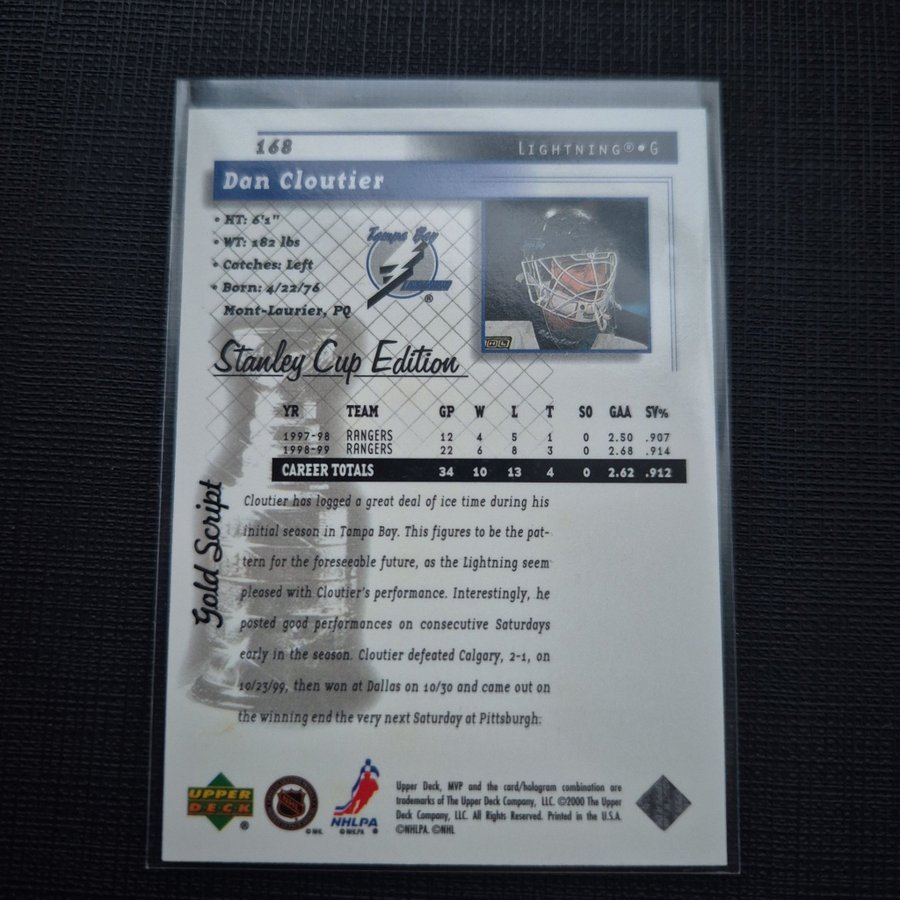 168
LIGHTNING®•G
Dan Cloutier
• HT: 6'1"
• WT: 182 lbs
• Catches: Left
• Born: 4/22/76
Mont-Laurier, PQ
Tampa Bay
Lightning
®
Stanley Cup Edition
YR TEAM GP W L T SO GAA SV%
1997-98 RANGERS 12 4 5 1 0 2.50 .907
1998-99 RANGERS 22 6 8 3 0 2.68 .914
CAREER TOTALS 34 10 13 4 0 2.62 .912
Gold Script
Cloutier has logged a great deal of ice time during his
initial season in Tampa Bay. This figures to be the pat-
tern for the foreseeable future, as the Lightning seem
pleased with Cloutier's performance. Interestingly, he
posted good performances on consecutive Saturdays
early in the season. Cloutier defeated Calgary, 2-1, on
10/23/99, then won at Dallas on 10/30 and came out on
the winning end the very next Saturday at Pittsburgh.
UPPER
DECK
®
NHL
© NHL
NHLPA
© NHLPA ®
Upper Deck, MVP and the card/hologram combination are
trademarks of The Upper Deck Company, LLC. ©2000 The Upper
Deck Company, LLC. All Rights Reserved. Printed in the U.S.A.
©NHLPA. ©NHL